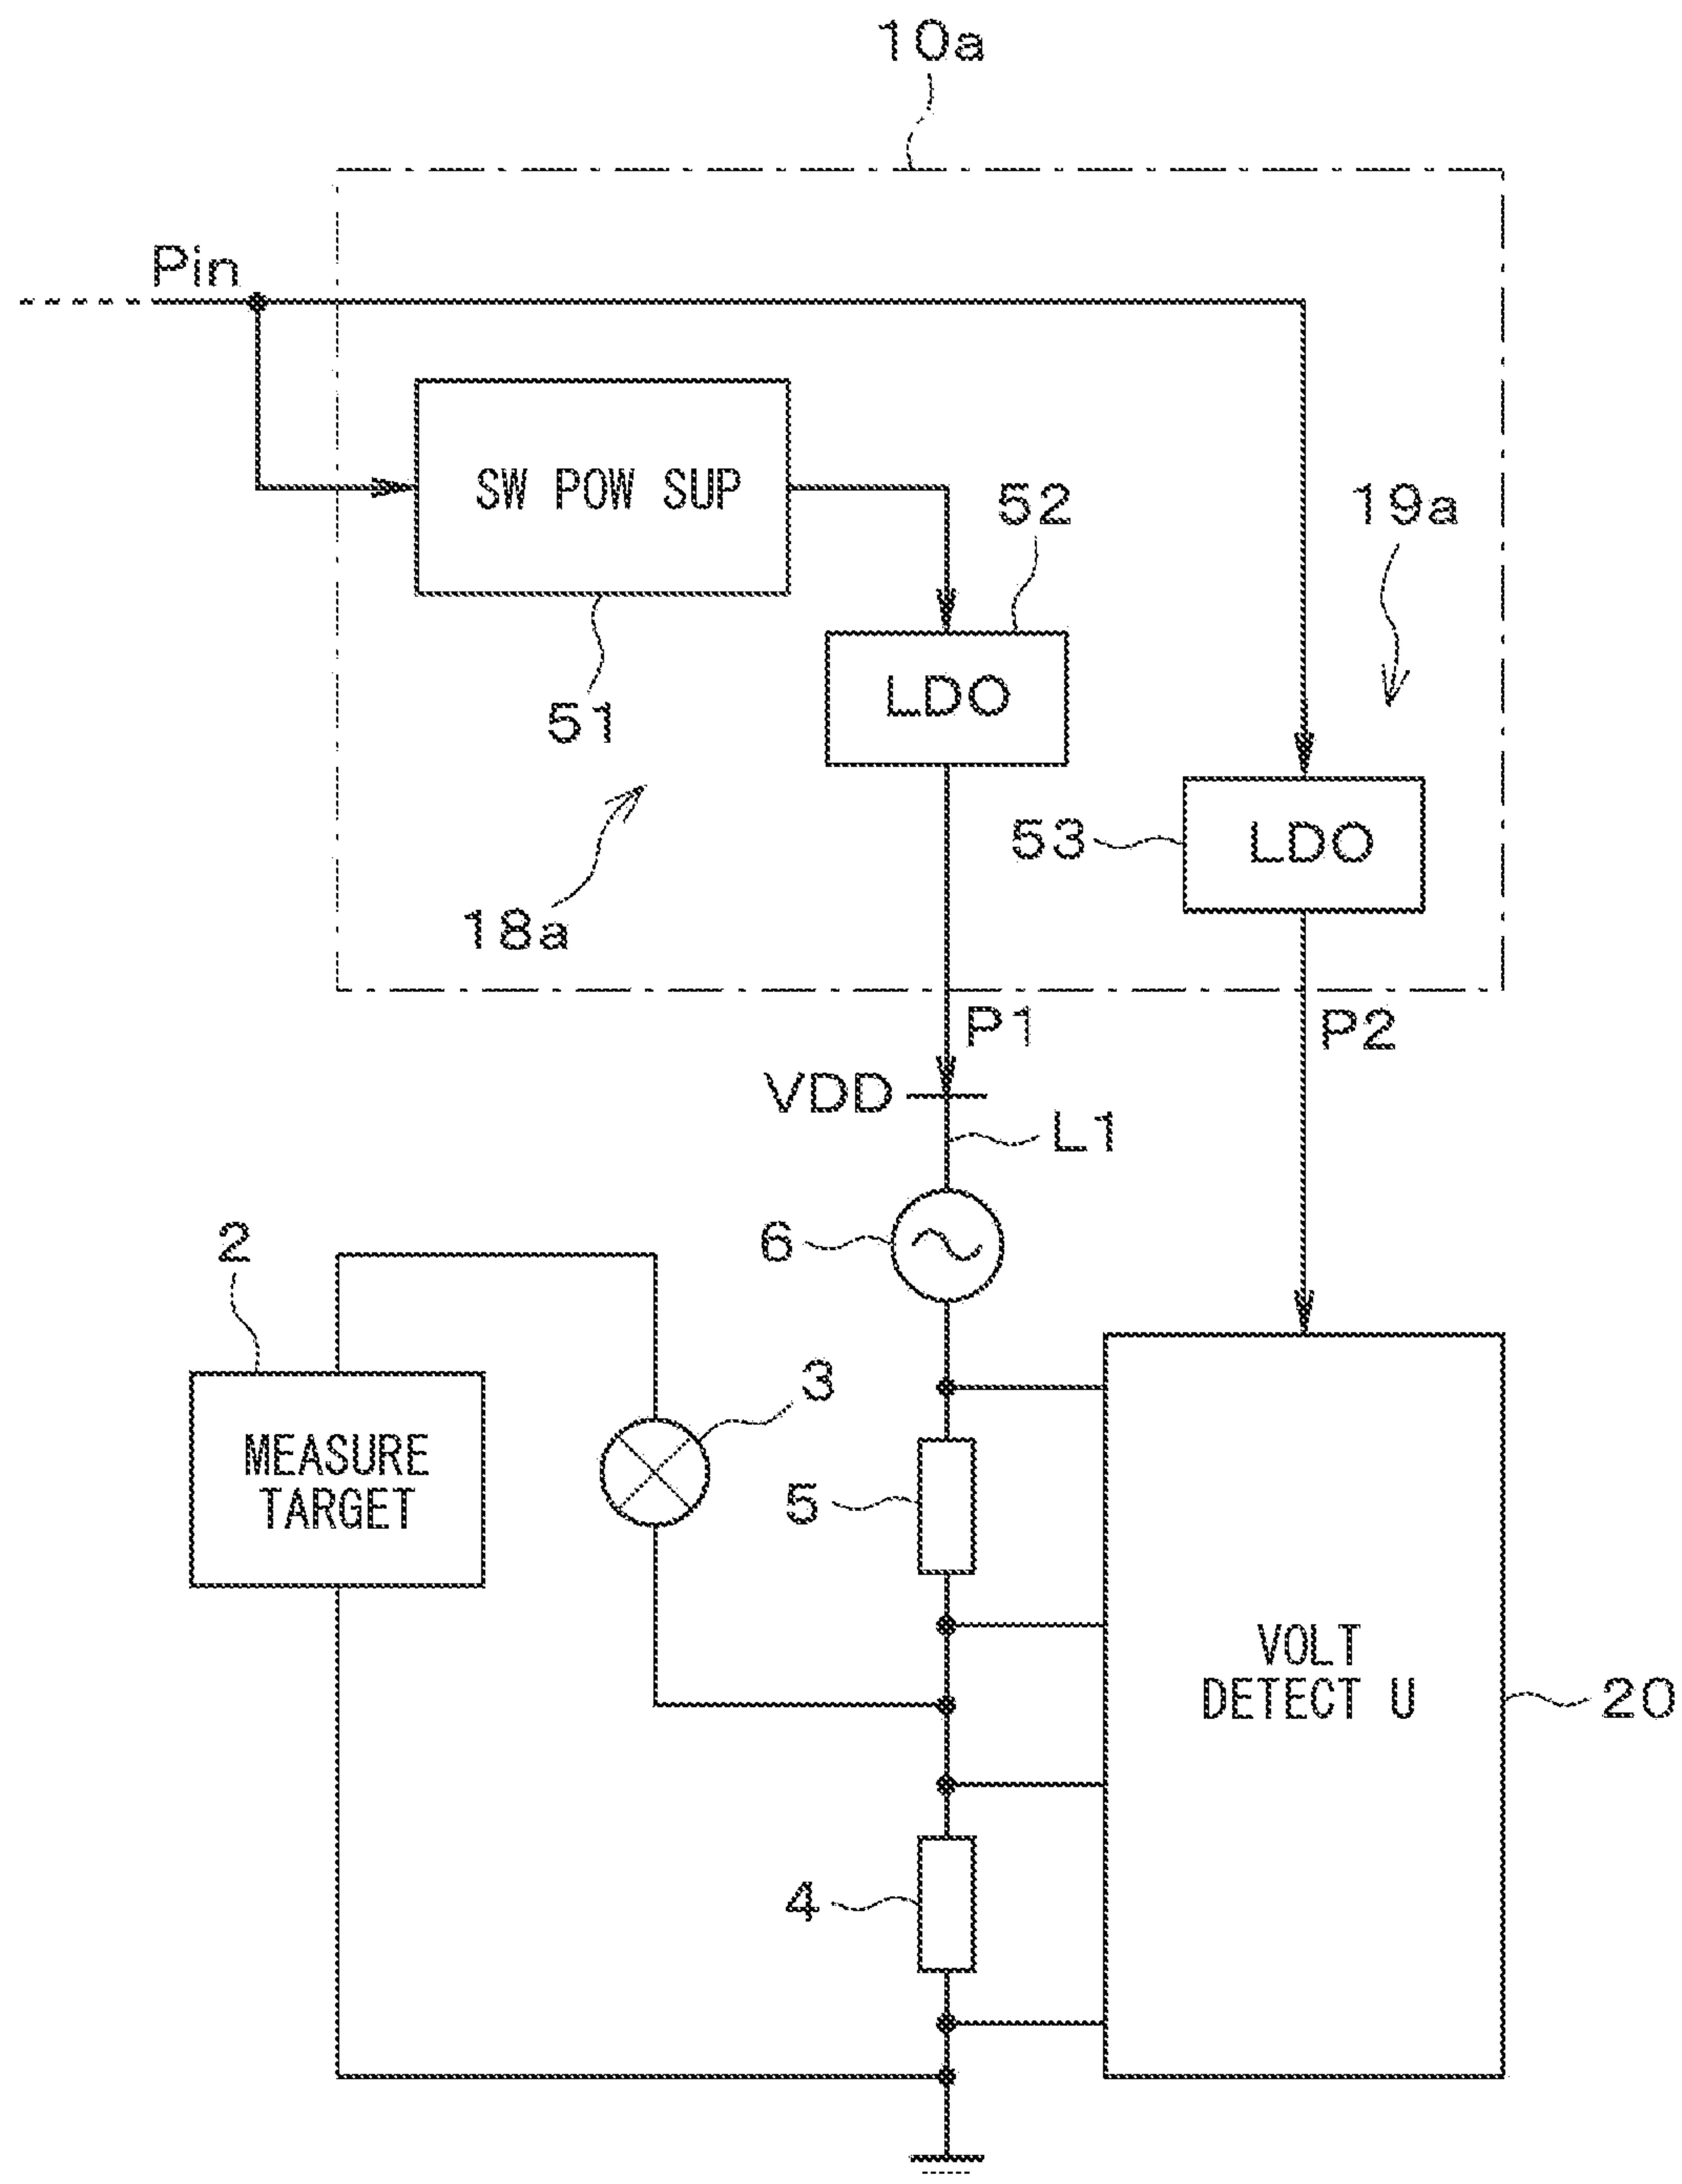 10a
Pin
SW POW SUP
52
19a
51
LDO
53
LDO
18a
P1
P2
VDD
L1
2
6
3
MEASURE
TARGET
5
VOLT
DETECT U
20
4